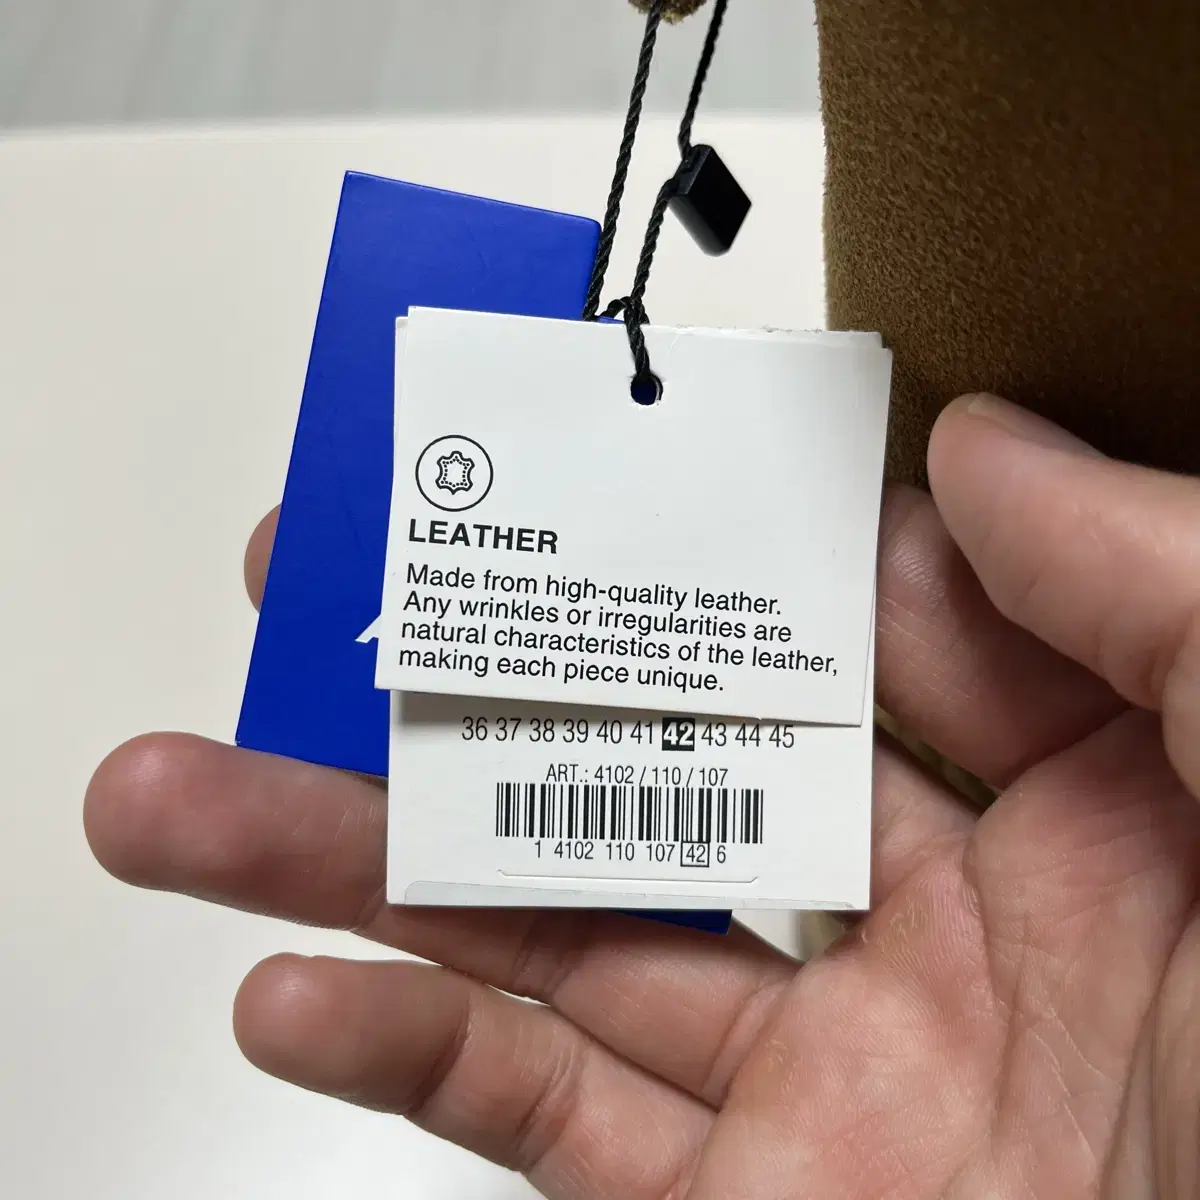 LEATHER
Made from high-quality leather.
Any wrinkles or irregularities are
natural characteristics of the leather,
making each piece unique.
36 37 38 39 40 41 42 43 44 45
ART.: 4102 / 110 / 107
1 4102 110 107 42 6